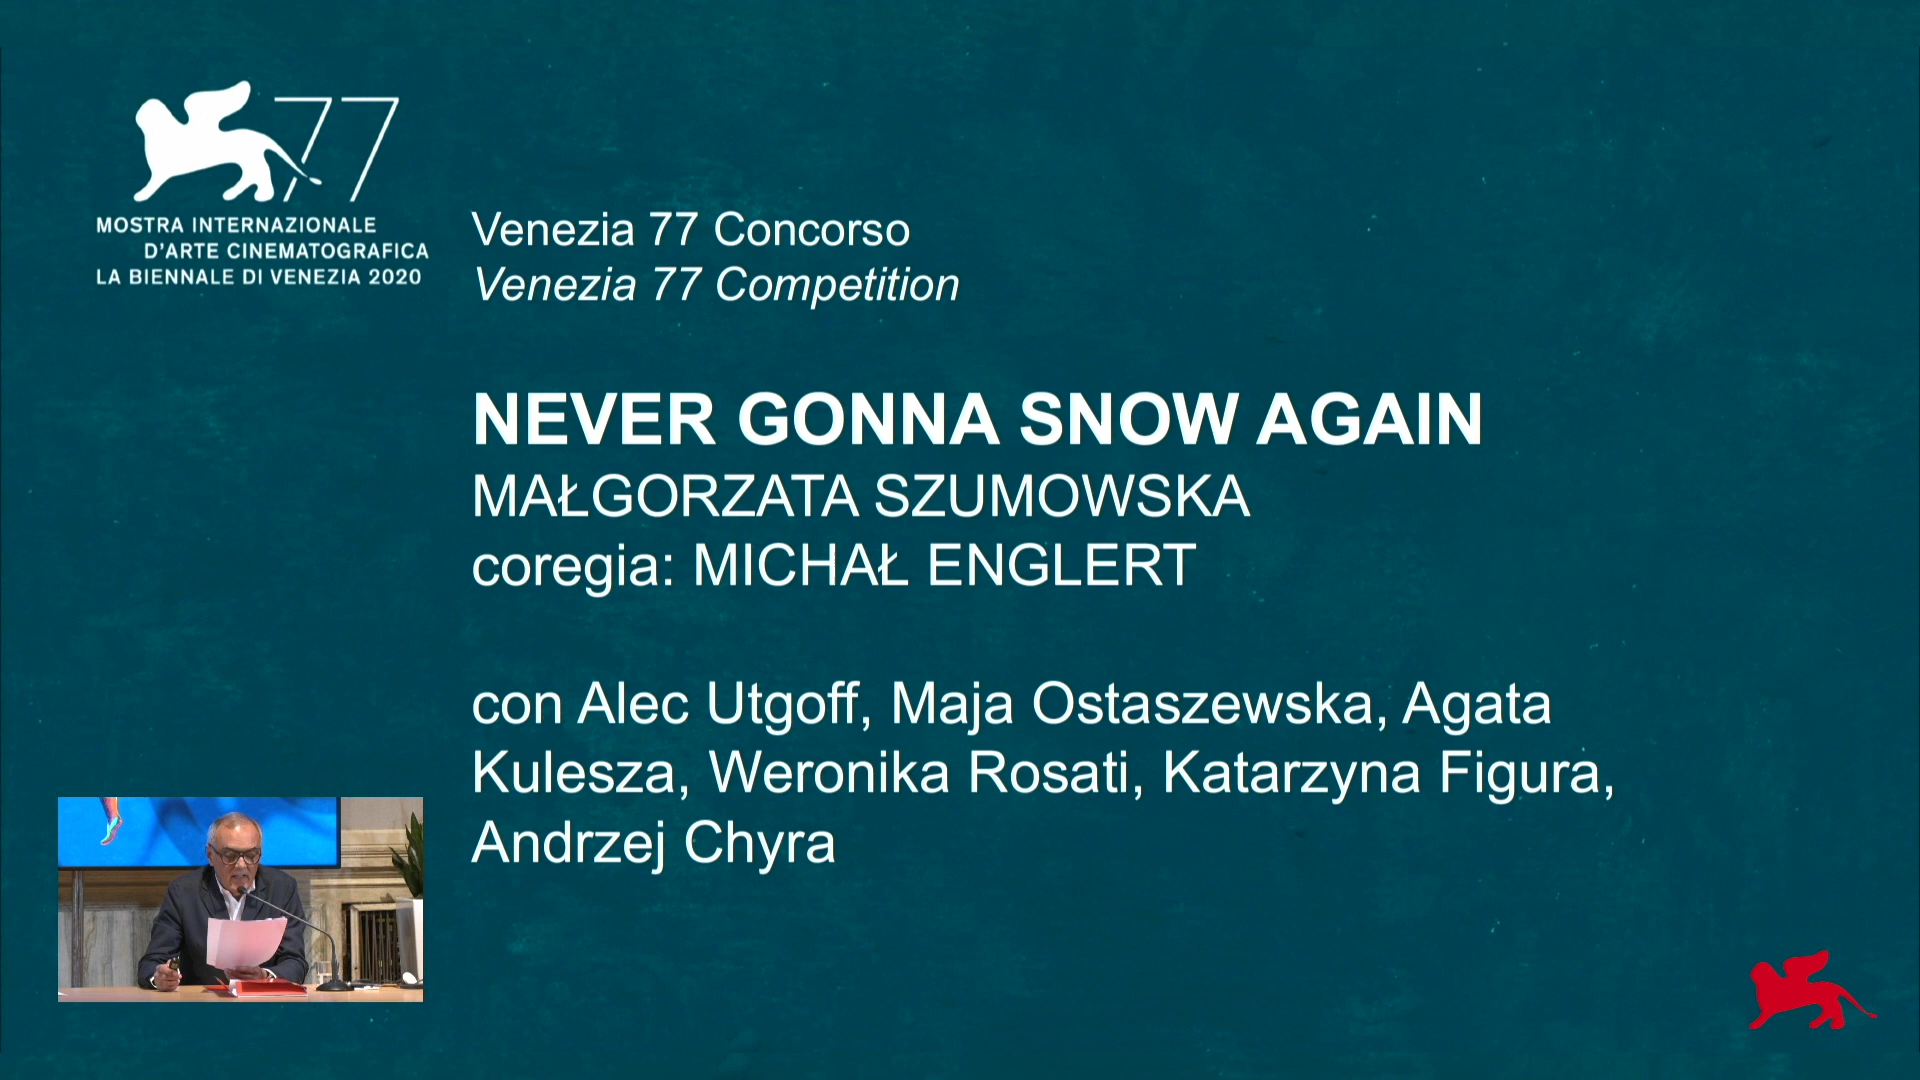 77
MOSTRA INTERNAZIONALE
D'ARTE CINEMATOGRAFICA
LA BIENNALE DI VENEZIA 2020
Venezia 77 Concorso
Venezia 77 Competition
NEVER GONNA SNOW AGAIN
MAŁGORZATA SZUMOWSKA
coregia: MICHAŁ ENGLERT
con Alec Utgoff, Maja Ostaszewska, Agata
Kulesza, Weronika Rosati, Katarzyna Figura,
Andrzej Chyra